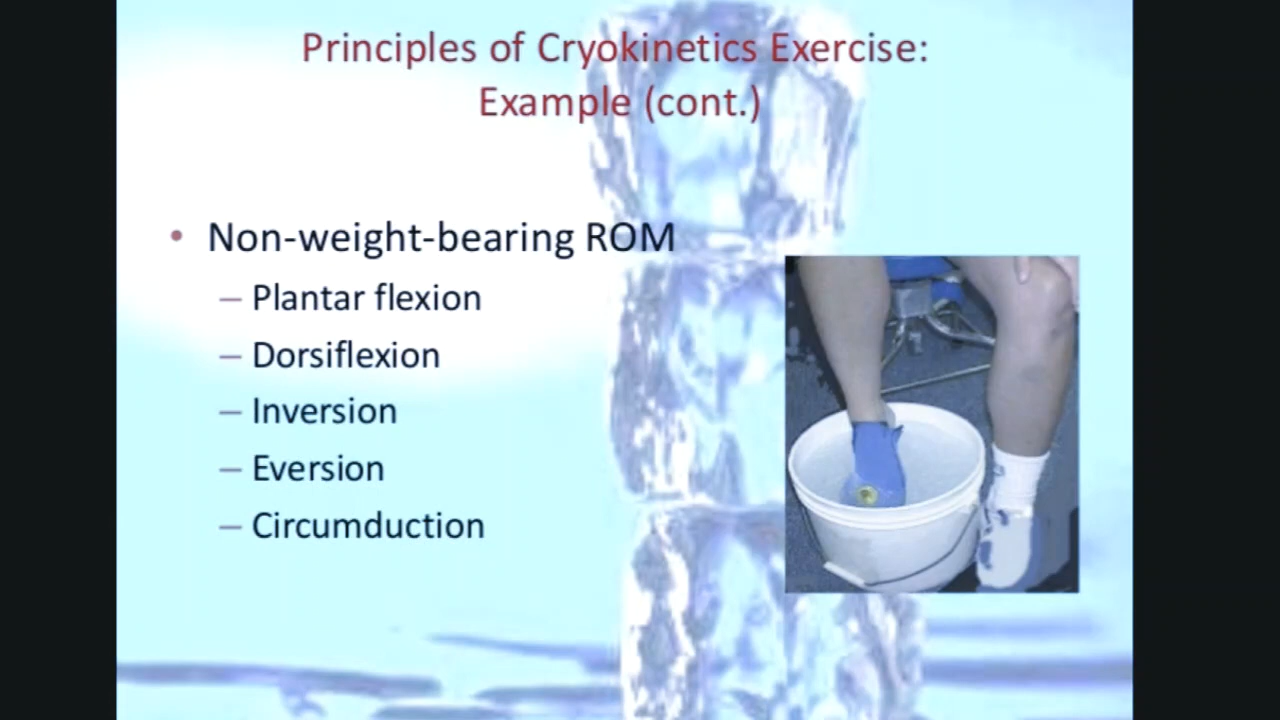 Principles of Cryokinetics Exercise:
Example (cont.)
• Non-weight-bearing ROM
– Plantar flexion
– Dorsiflexion
– Inversion
– Eversion
– Circumduction